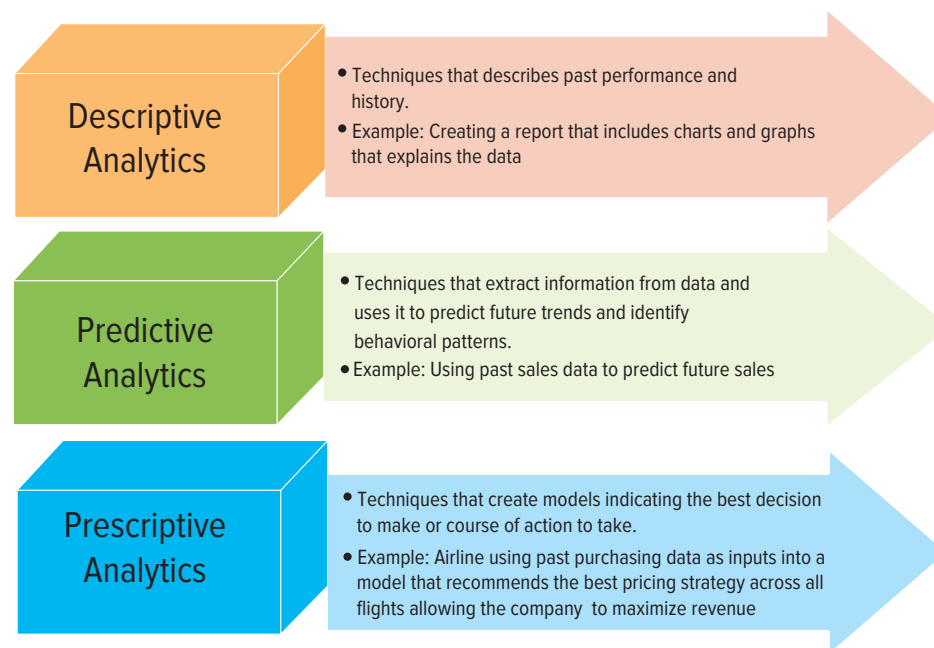 Descriptive
Analytics
• Techniques that describes past performance and
history.
• Example: Creating a report that includes charts and graphs
that explains the data
Predictive
Analytics
• Techniques that extract information from data and
uses it to predict future trends and identify
behavioral patterns.
• Example: Using past sales data to predict future sales
Prescriptive
Analytics
• Techniques that create models indicating the best decision
to make or course of action to take.
• Example: Airline using past purchasing data as inputs into a
model that recommends the best pricing strategy across all
flights allowing the company to maximize revenue